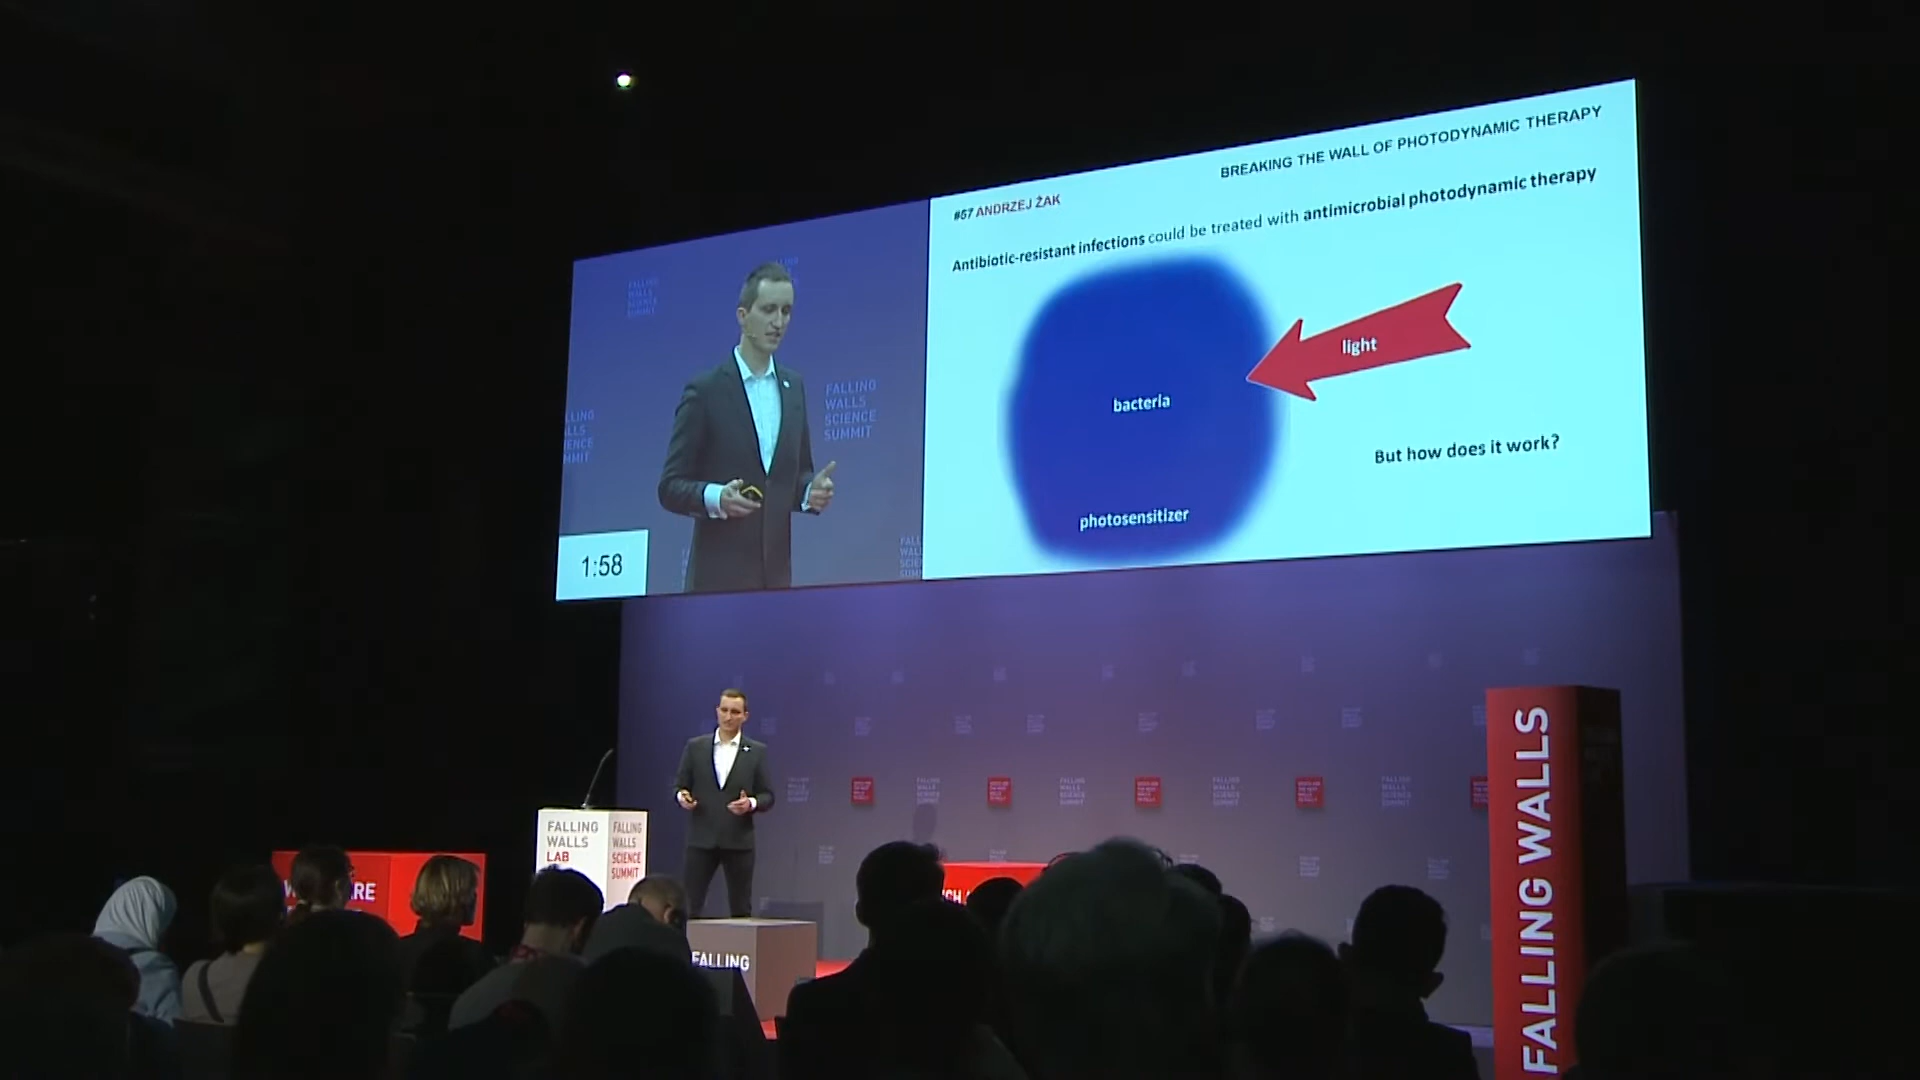 BREAKING THE WALL OF PHOTODYNAMIC THERAPY
#57 ANDRZEJ ŻAK
Antibiotic-resistant infections could be treated with antimicrobial photodynamic therapy
light
bacteria
But how does it work?
photosensitizer
FALLING
WALLS
SCIENCE
SUMMIT
1:58
FALLING
WALLS
LAB
FALLING
WALLS
SCIENCE
SUMMIT
FALLING
FALLING WALLS